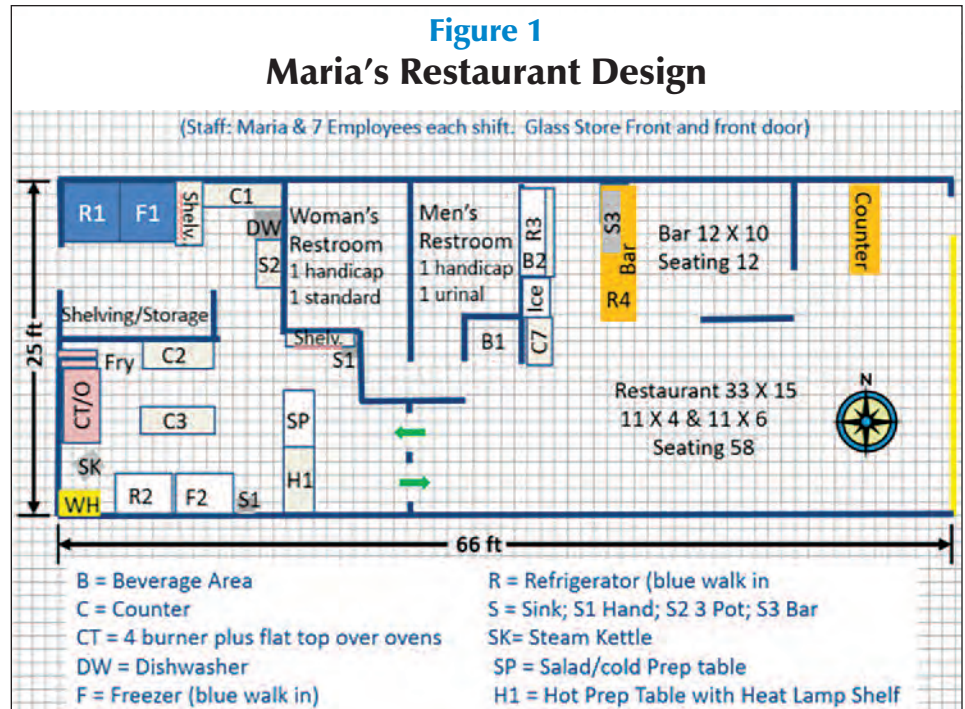 Figure 1
Maria's Restaurant Design
(Staff: Maria & 7 Employees each shift. Glass Store Front and front door)
R1
F1
Shelv.
C1
DW
S2
Woman's
Restroom
1 handicap
1 standard
Men's
Restroom
1 handicap
1 urinal
R3
B2
Ice
C7
B1
S3
Bar
R4
Bar 12 X 10
Seating 12
Counter
25 ft
Shelving/Storage
Shelv.
S1
Fry
C2
CT/O
C3
SP
SK
H1
WH
R2
F2
S1
Restaurant 33 X 15
11 X 4 & 11 X 6
Seating 58
N
66 ft
B = Beverage Area
C = Counter
CT = 4 burner plus flat top over ovens
DW = Dishwasher
F = Freezer (blue walk in)
R = Refrigerator (blue walk in
S = Sink; S1 Hand; S2 3 Pot; S3 Bar
SK= Steam Kettle
SP = Salad/cold Prep table
H1 = Hot Prep Table with Heat Lamp Shelf